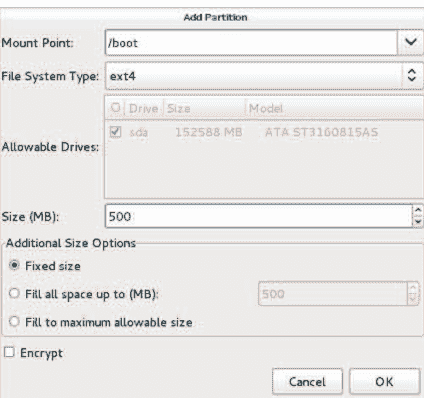 Add Partition
Mount Point: /boot
File System Type: ext4
O Drive Size Model
sda 152588 MB ATA ST3160815AS
Allowable Drives:
Size (MB): 500
Additional Size Options
Fixed size
Fill all space up to (MB): 500
Fill to maximum allowable size
Encrypt
Cancel OK